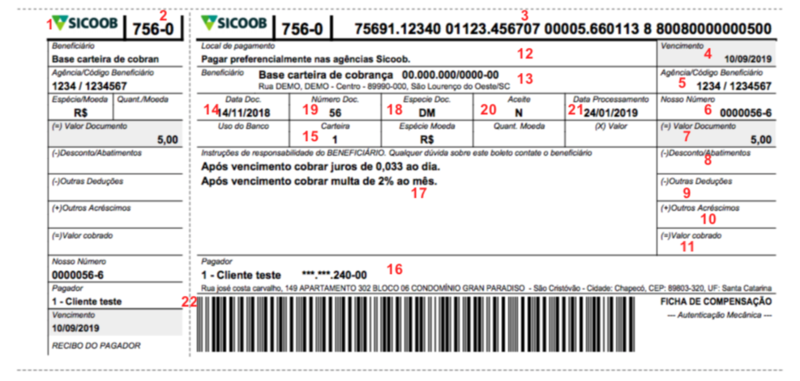 1 SICOOB 2 756-0
Beneficiário
Base carteira de cobran
Agência/Código Beneficiário
1234 / 1234567
Espécie/Moeda Quant./Moeda
R$
(=) Valor Documento
5,00
(-)Desconto/Abatimentos
(-)Outras Deduções
(+)Outros Acréscimos
(=)Valor cobrado
Nosso Número
0000056-6
Pagador
1 - Cliente teste
Vencimento
10/09/2019
RECIBO DO PAGADOR
3
SICOOB 756-0 75691.12340 01123.456707 00005.660113 8 80080000000500
Local de pagamento 12
Pagar preferencialmente nas agências Sicoob.
Vencimento
4 10/09/2019
Beneficiário Base carteira de cobrança 00.000.000/0000-00 13
Rua DEMO, DEMO - Centro - 89990-000, São Lourenço do Oeste/SC
Agência/Código Beneficiário
5 1234 / 1234567
Data Doc. Número Doc. Especie Doc. Aceite Data Processamento Nosso Número
14 14/11/2018 19 56 18 DM 20 N 21 24/01/2019 6 0000056-6
Uso do Banco Carteira Espécie Moeda Quant. Moeda (X) Valor (=) Valor Documento
15 1 R$ 7 5,00
Instruções de responsabilidade do BENEFICIÁRIO. Qualquer dúvida sobre este boleto contate o beneficiário
Após vencimento cobrar juros de 0,033 ao dia.
Após vencimento cobrar multa de 2% ao mês.
17
(-)Desconto/Abatimentos
8
(-)Outras Deduções
9
(+)Outros Acréscimos
10
(=)Valor cobrado
11
Pagador
1 - Cliente teste ***.***.240-00 16
Rua josé costa carvalho, 149 APARTAMENTO 302 BLOCO 06 CONDOMÍNIO GRAN PARADISO - São Cristóvão - Cidade: Chapecó, CEP: 89803-320, UF: Santa Catarina
22
FICHA DE COMPENSAÇÃO
— Autenticação Mecânica —